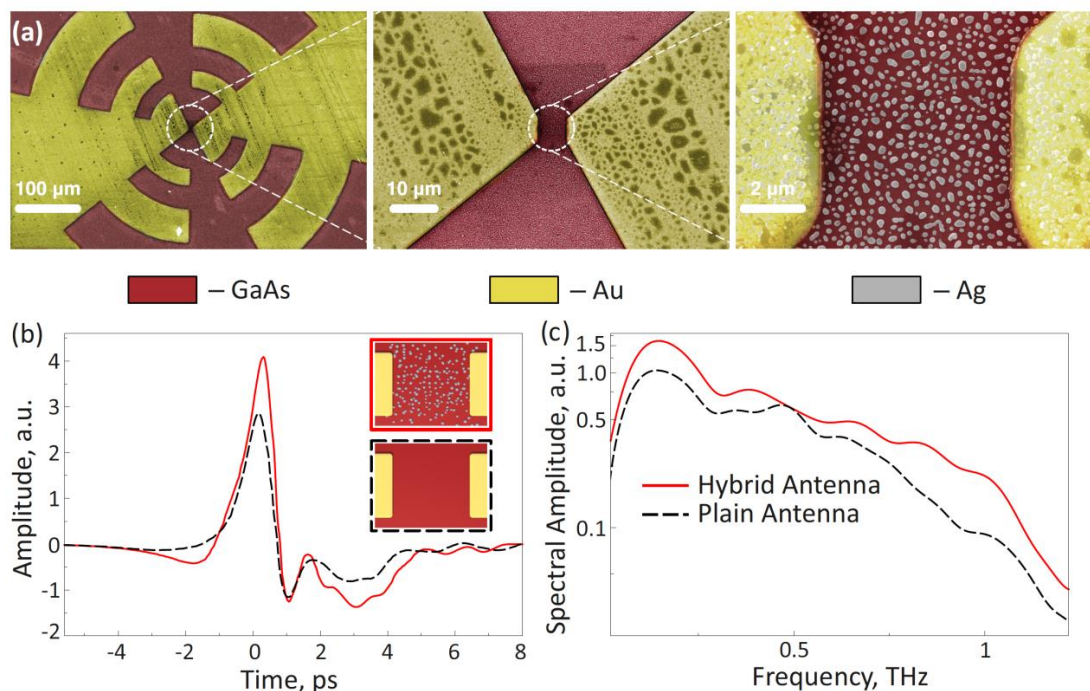 (a)
100 µm
10 µm
2 µm
– GaAs
– Au
– Ag
(b)
Amplitude, a.u.
4
3
2
1
0
-1
-2
-4 -2 0 2 4 6 8
Time, ps
(c)
Spectral Amplitude, a.u.
1.5
1.0
0.5
0.1
Hybrid Antenna
Plain Antenna
0.5 1
Frequency, THz